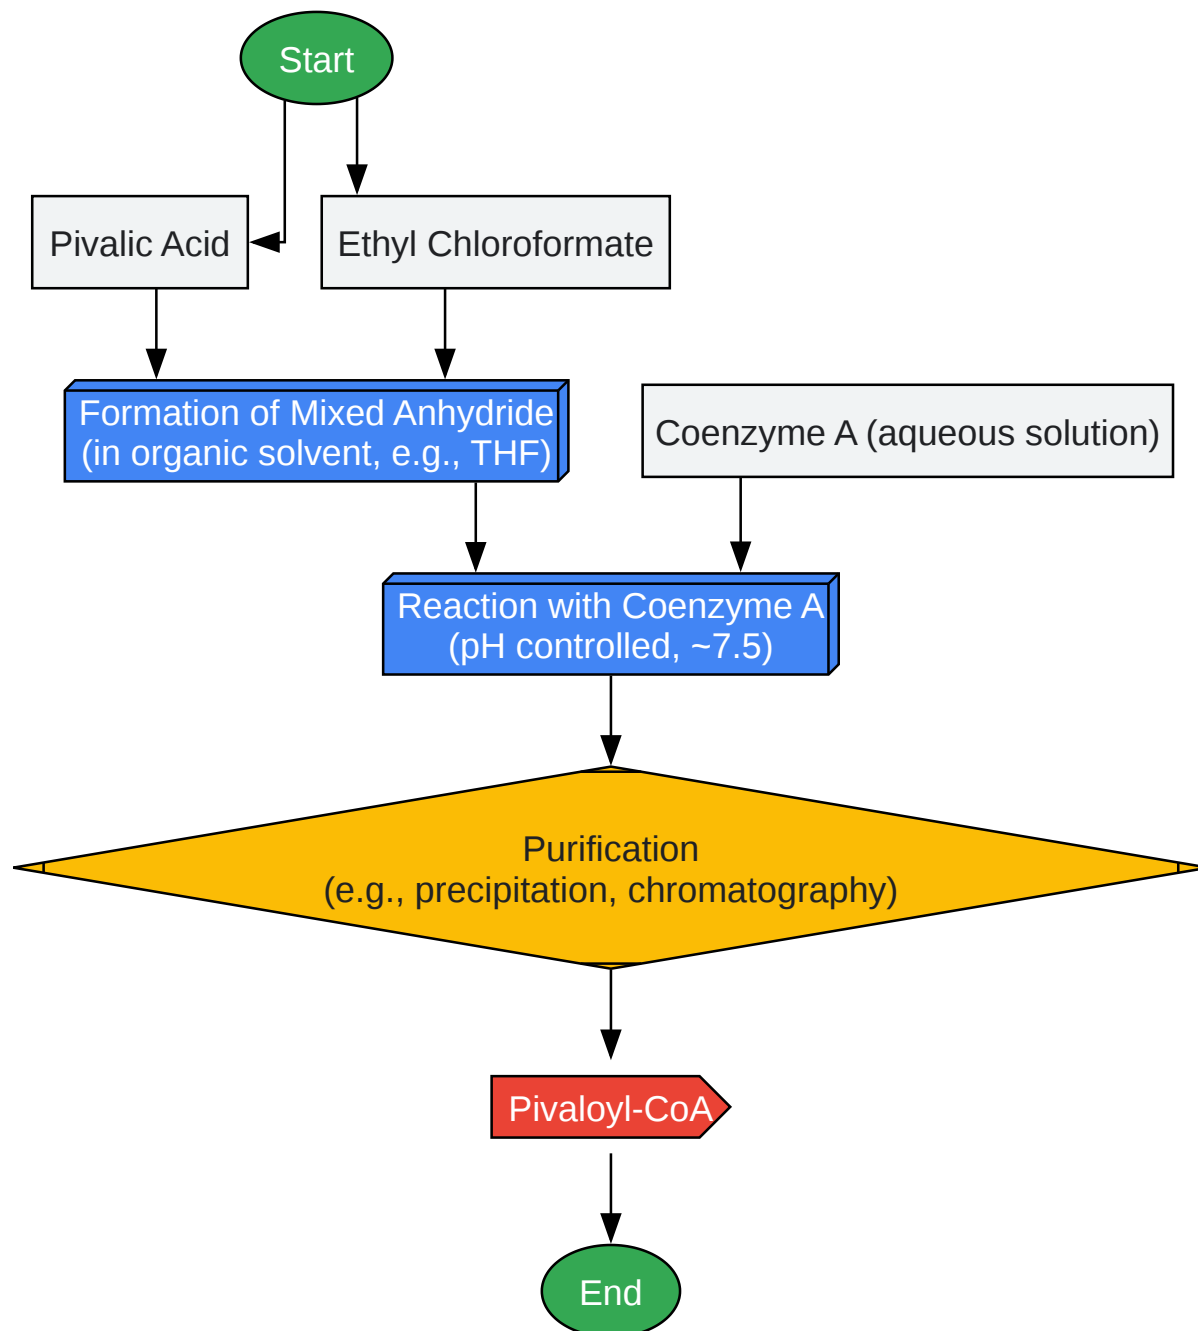 Start
Pivalic Acid
Ethyl Chloroformate
Formation of Mixed Anhydride
(in organic solvent, e.g., THF)
Coenzyme A (aqueous solution)
Reaction with Coenzyme A
(pH controlled, ~7.5)
Purification
(e.g., precipitation, chromatography)
Pivaloyl-CoA
End